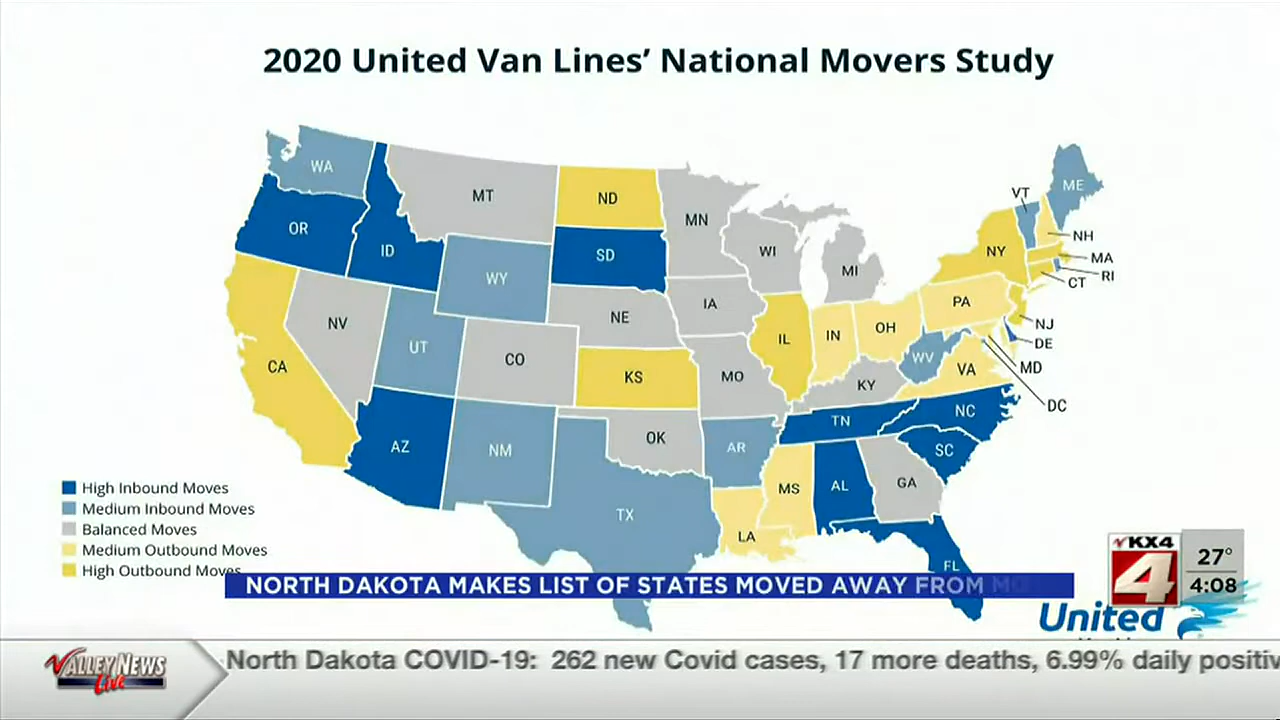 2020 United Van Lines' National Movers Study
WA
MT
ND
MN
VT
ME
OR
ID
WY
SD
WI
MI
NY
NH
MA
RI
CT
NV
UT
CO
NE
IA
IL
IN
OH
PA
NJ
DE
MD
DC
CA
KS
MO
KY
WV
VA
AZ
NM
OK
AR
TN
NC
SC
TX
LA
MS
AL
GA
FL
High Inbound Moves
Medium Inbound Moves
Balanced Moves
Medium Outbound Moves
High Outbound Moves
NORTH DAKOTA MAKES LIST OF STATES MOVED AWAY FROM
KX4
4
27°
4:08
United
VALLEY NEWS
Live
North Dakota COVID-19: 262 new Covid cases, 17 more deaths, 6.99% daily positiv